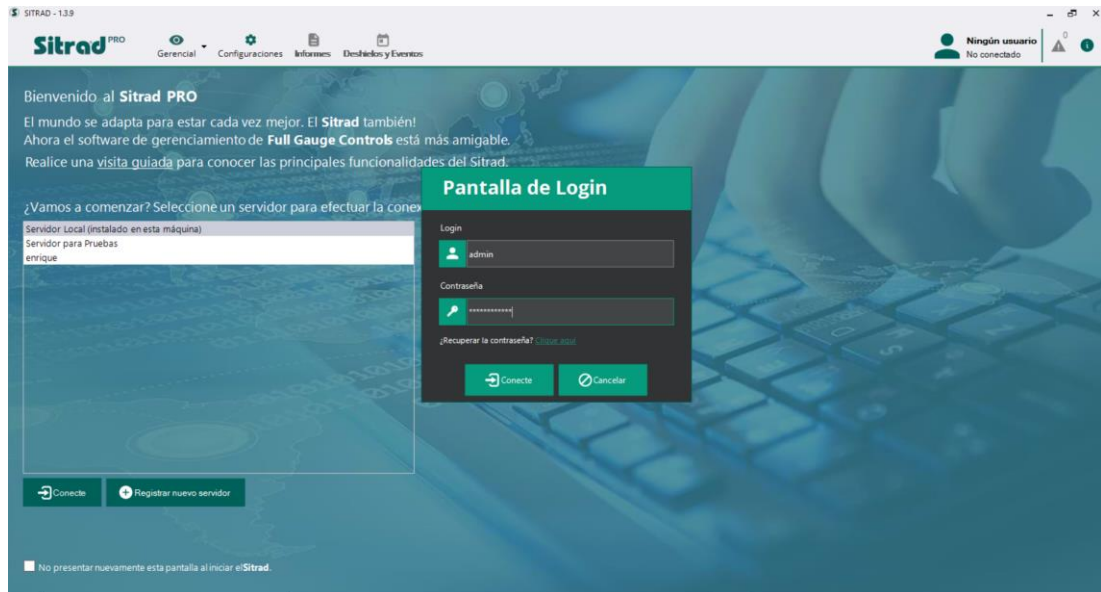 SITRAD - 1.3.9
Sitrad PRO
Gerencial
Configuraciones
Informes
Deshielos y Eventos
Ningún usuario
No conectado
0
Bienvenido al Sitrad PRO
El mundo se adapta para estar cada vez mejor. El Sitrad también!
Ahora el software de gerenciamiento de Full Gauge Controls está más amigable.
Realice una visita guiada para conocer las principales funcionalidades del Sitrad.
¿Vamos a comenzar? Seleccione un servidor para efectuar la conex
Servidor Local (instalado en esta máquina)
Servidor para Pruebas
enrique
Conecte
Registrar nuevo servidor
No presentar nuevamente esta pantalla al iniciar el Sitrad.
Pantalla de Login
Login
admin
Contraseña
************
¿Recuperar la contraseña? Clique aquí
Conecte
Cancelar